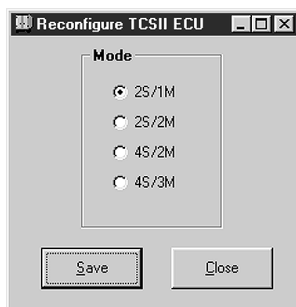 Reconfigure TCSII ECU
Mode
2S/1M
2S/2M
4S/2M
4S/3M
Save
Close